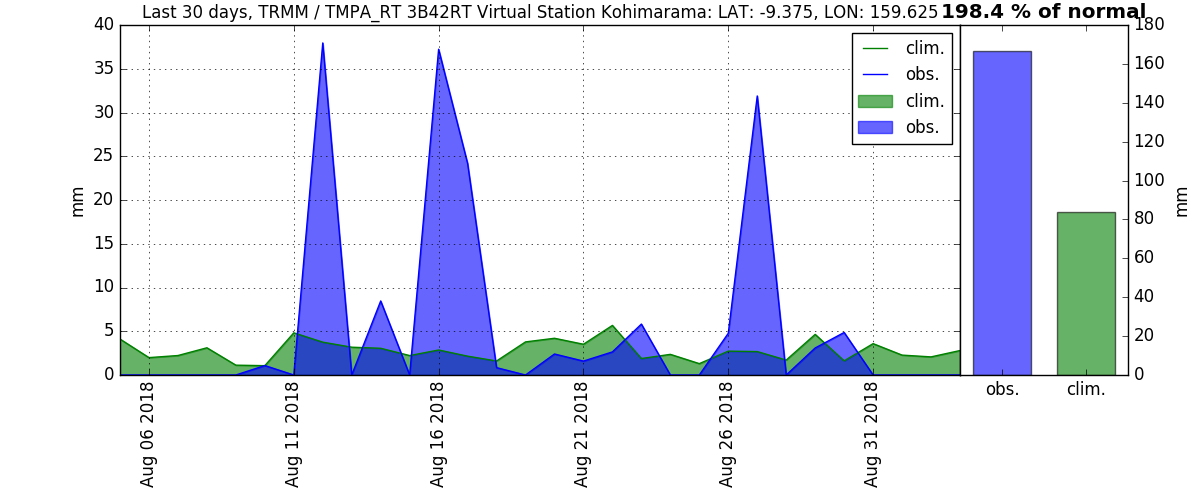 Last 30 days, TRMM / TMPA_RT 3B42RT Virtual Station Kohimarama: LAT: -9.375, LON: 159.625 198.4 % of normal
40
35
30
25
20
15
10
5
0
mm
clim.
obs.
clim.
obs.
Aug 06 2018
Aug 11 2018
Aug 16 2018
Aug 21 2018
Aug 26 2018
Aug 31 2018
180
160
140
120
100
80
60
40
20
0
mm
obs.
clim.